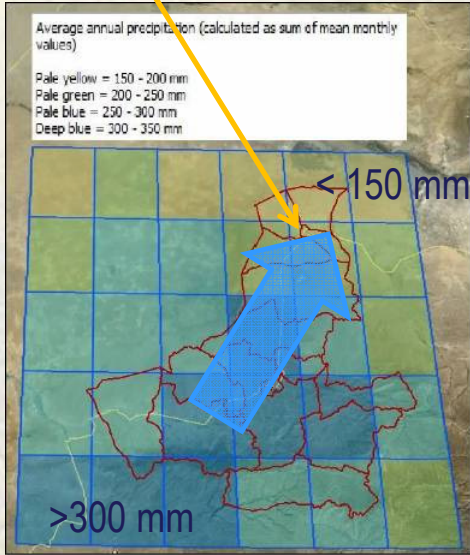 Average annual precipitation (calculated as sum of mean monthly
values)
Pale yellow = 150 - 200 mm
Pale green = 200 - 250 mm
Pale blue = 250 - 300 mm
Deep blue = 300 - 350 mm
< 150 mm
>300 mm